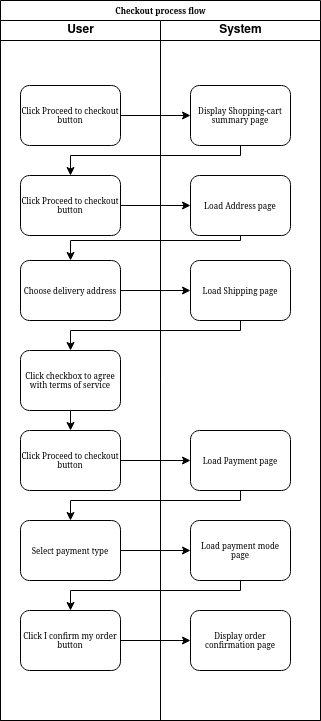 Checkout process flow
User
System
Click Proceed to checkout
button
Display Shopping-cart
summary page
Click Proceed to checkout
button
Load Address page
Choose delivery address
Load Shipping page
Click checkbox to agree
with terms of service
Click Proceed to checkout
button
Load Payment page
Select payment type
Load payment mode
page
Click I confirm my order
button
Display order
confirmation page